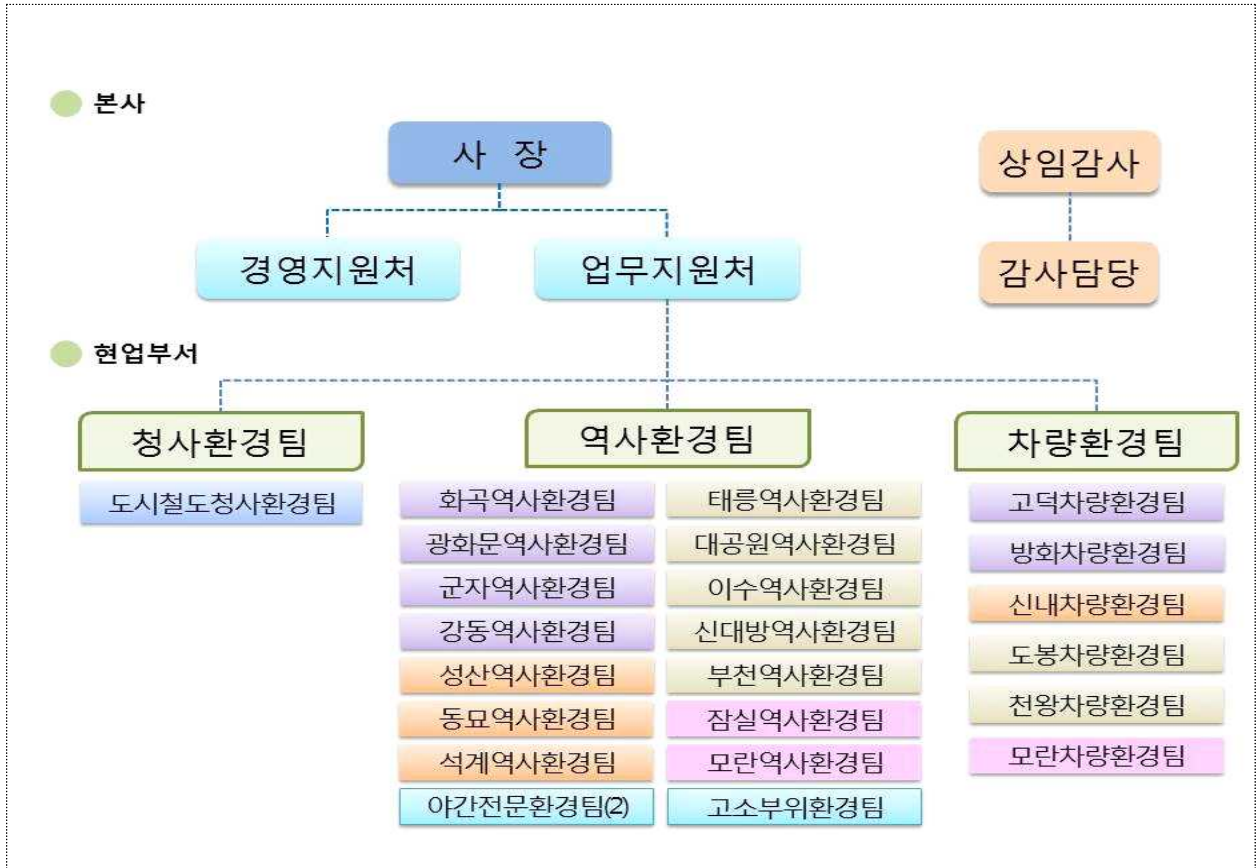 본사
사 장
상임감사
경영지원처
업무지원처
감사담당
현업부서
청사환경팀
역사환경팀
차량환경팀
도시철도청사환경팀
화곡역사환경팀
광화문역사환경팀
군자역사환경팀
강동역사환경팀
성산역사환경팀
동묘역사환경팀
석계역사환경팀
야간전문환경팀(2)
태릉역사환경팀
대공원역사환경팀
이수역사환경팀
신대방역사환경팀
부천역사환경팀
잠실역사환경팀
모란역사환경팀
고소부위환경팀
고덕차량환경팀
방화차량환경팀
신내차량환경팀
도봉차량환경팀
천왕차량환경팀
모란차량환경팀